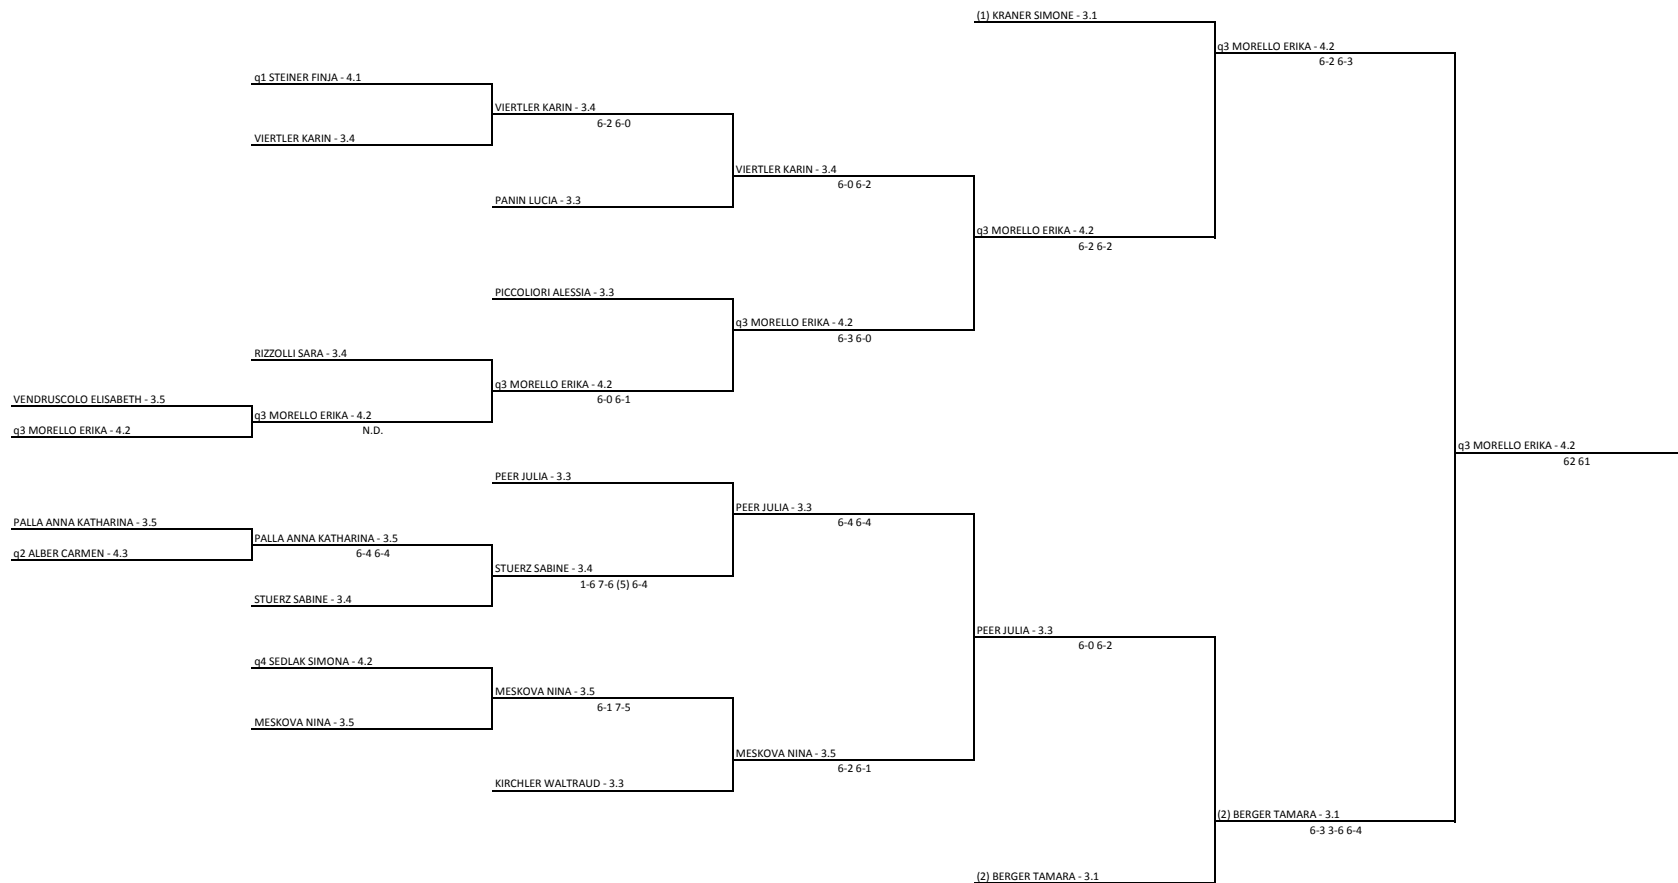 (1) KRANER SIMONE - 3.1
q3 MORELLO ERIKA - 4.2
6-2 6-3
q1 STEINER FINJA - 4.1
VIERTLER KARIN - 3.4
6-2 6-0
VIERTLER KARIN - 3.4
VIERTLER KARIN - 3.4
6-0 6-2
PANIN LUCIA - 3.3
q3 MORELLO ERIKA - 4.2
6-2 6-2
PICCOLIORI ALESSIA - 3.3
q3 MORELLO ERIKA - 4.2
6-3 6-0
RIZZOLLI SARA - 3.4
q3 MORELLO ERIKA - 4.2
6-0 6-1
VENDRUSCOLO ELISABETH - 3.5
q3 MORELLO ERIKA - 4.2
N.D.
q3 MORELLO ERIKA - 4.2
q3 MORELLO ERIKA - 4.2
62 61
PEER JULIA - 3.3
PEER JULIA - 3.3
6-4 6-4
PALLA ANNA KATHARINA - 3.5
PALLA ANNA KATHARINA - 3.5
6-4 6-4
q2 ALBER CARMEN - 4.3
STUERZ SABINE - 3.4
1-6 7-6 (5) 6-4
STUERZ SABINE - 3.4
PEER JULIA - 3.3
6-0 6-2
q4 SEDLAK SIMONA - 4.2
MESKOVA NINA - 3.5
6-1 7-5
MESKOVA NINA - 3.5
MESKOVA NINA - 3.5
6-2 6-1
KIRCHLER WALTRAUD - 3.3
(2) BERGER TAMARA - 3.1
6-3 3-6 6-4
(2) BERGER TAMARA - 3.1